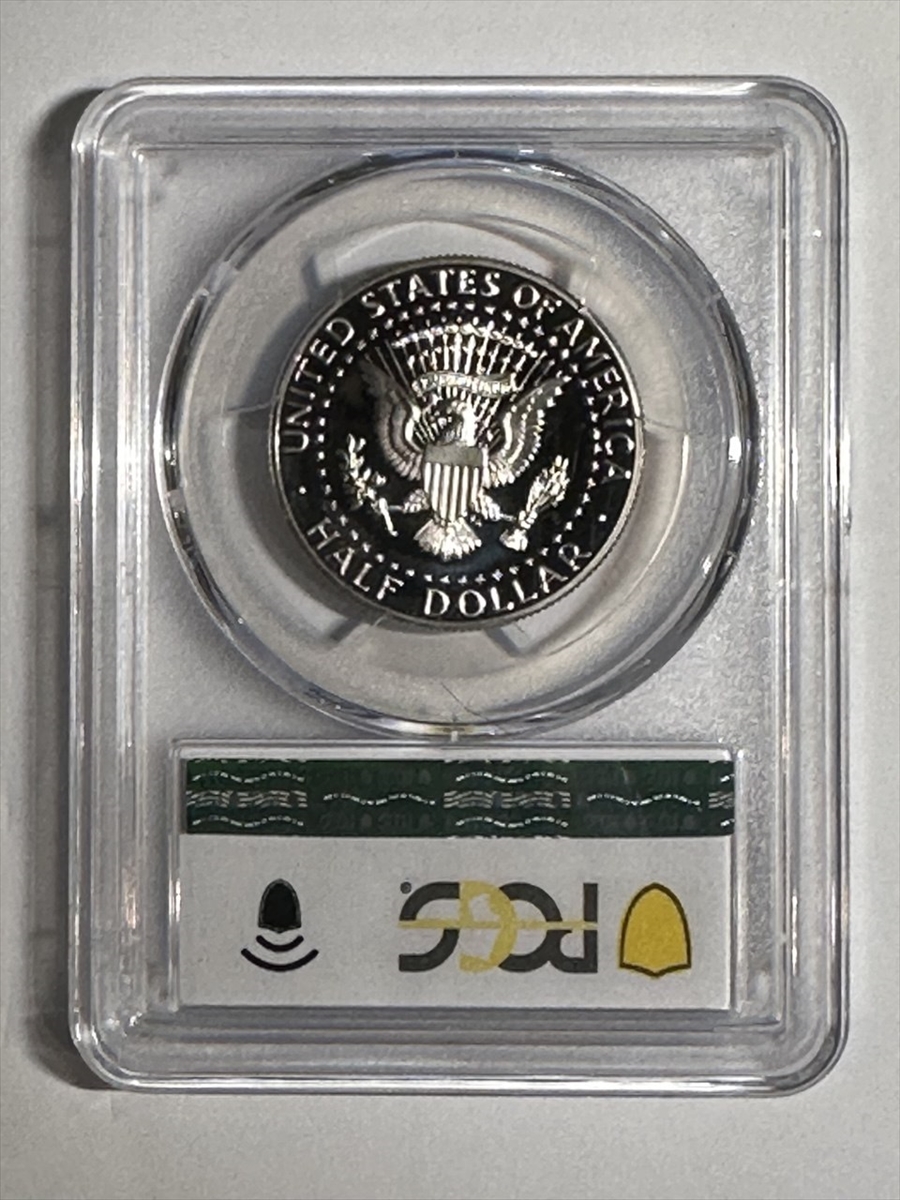 UNITED STATES OF AMERICA
HALF DOLLAR
PCGS